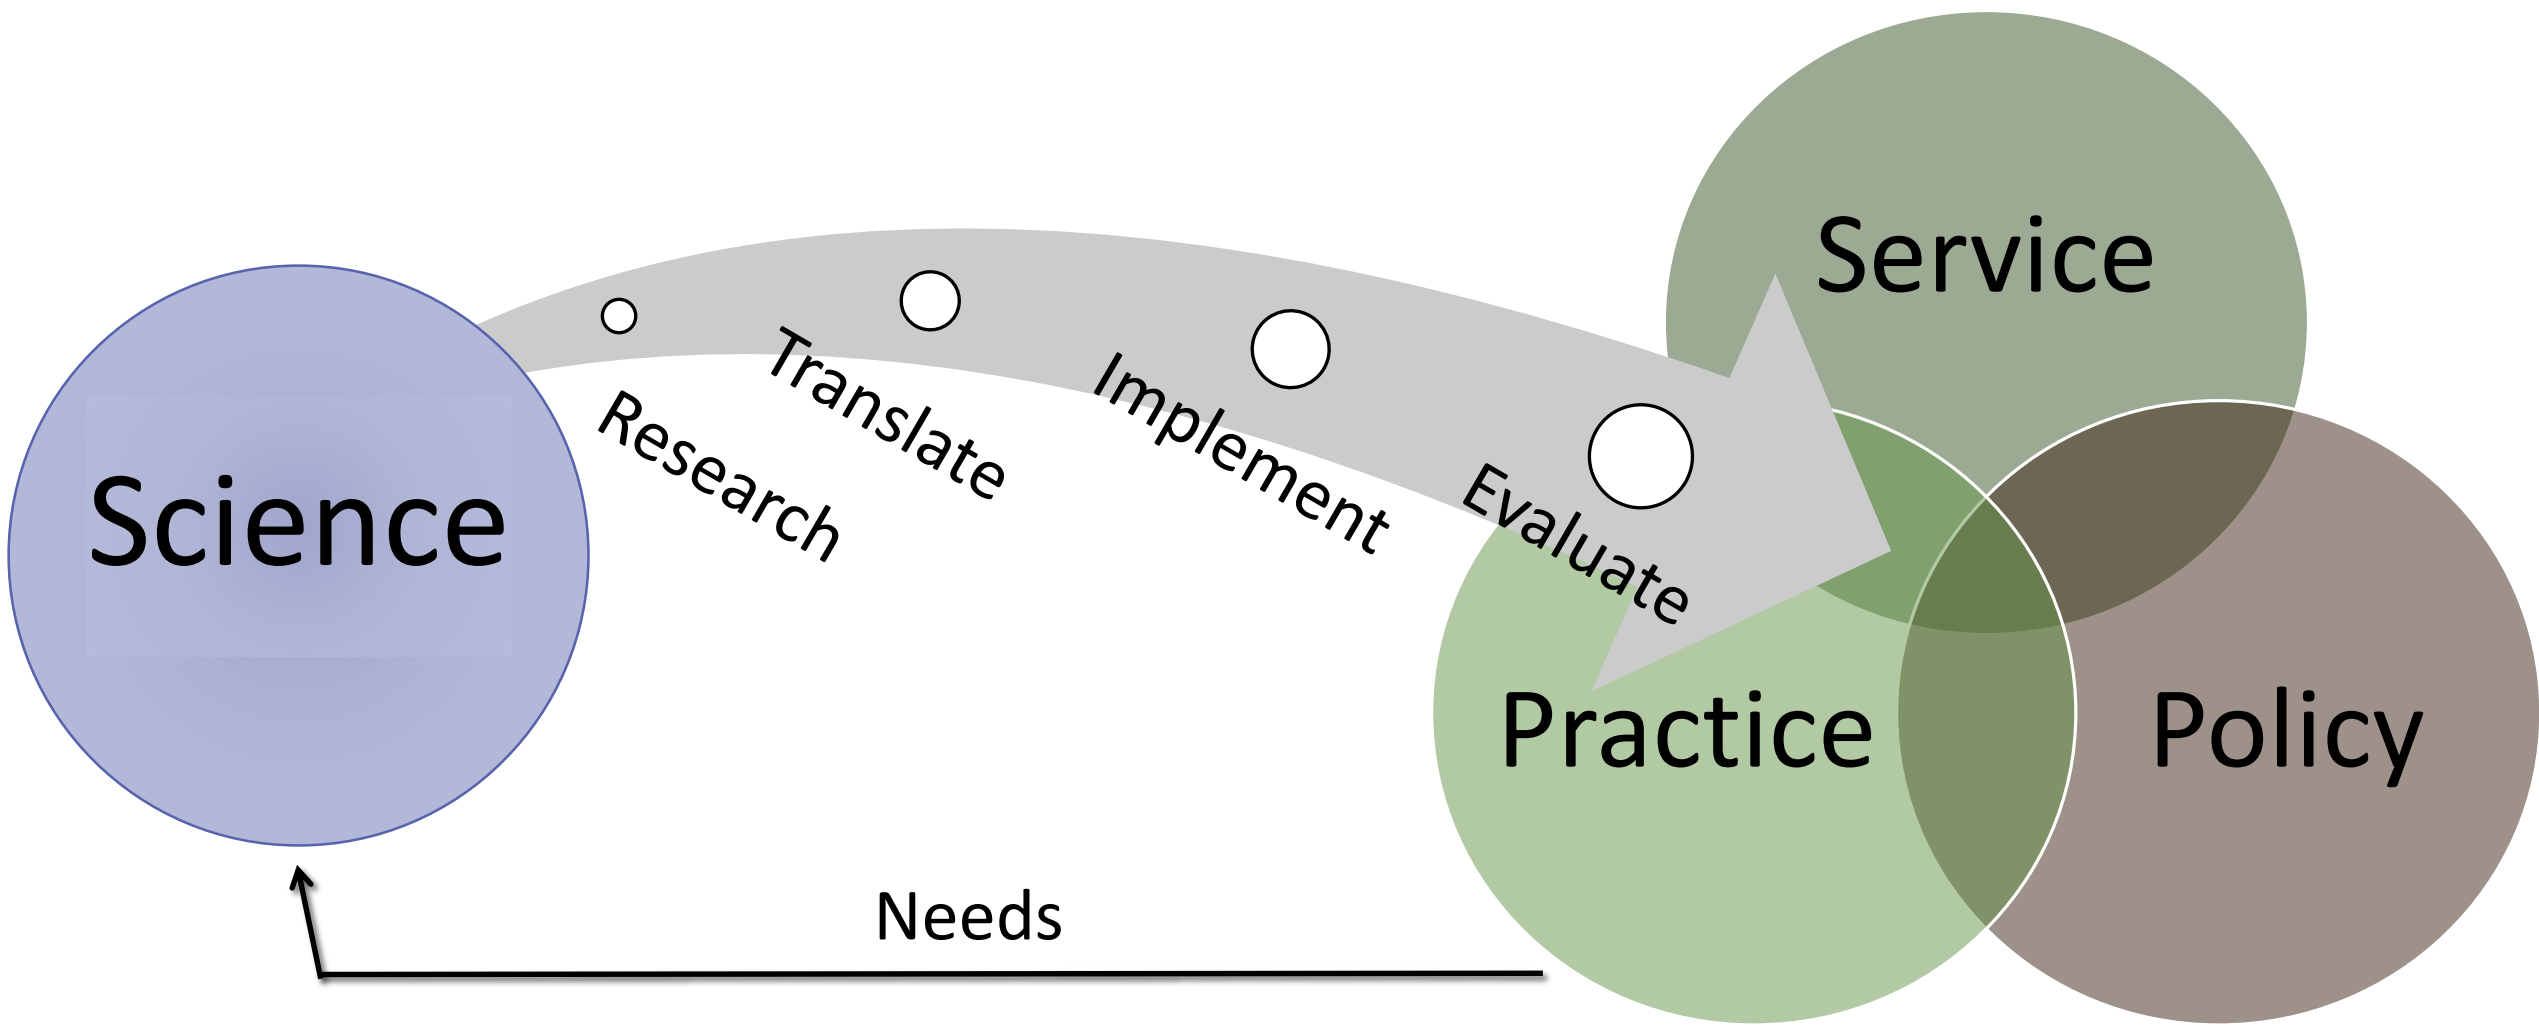 Science
Research
Translate
Implement
Evaluate
Service
Practice
Policy
Needs